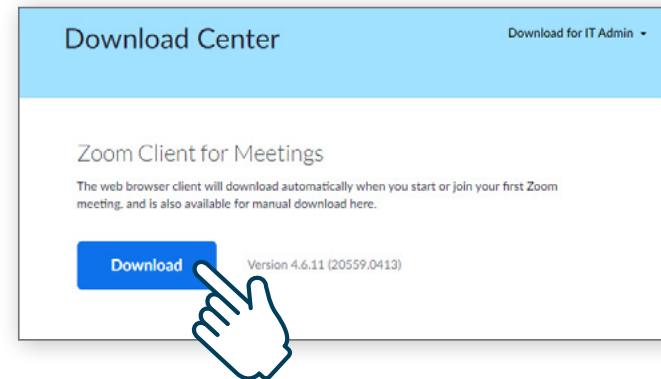 Download Center
Download for IT Admin
Zoom Client for Meetings
The web browser client will download automatically when you start or join your first Zoom
meeting, and is also available for manual download here.
Download
Version 4.6.11 (20559.0413)